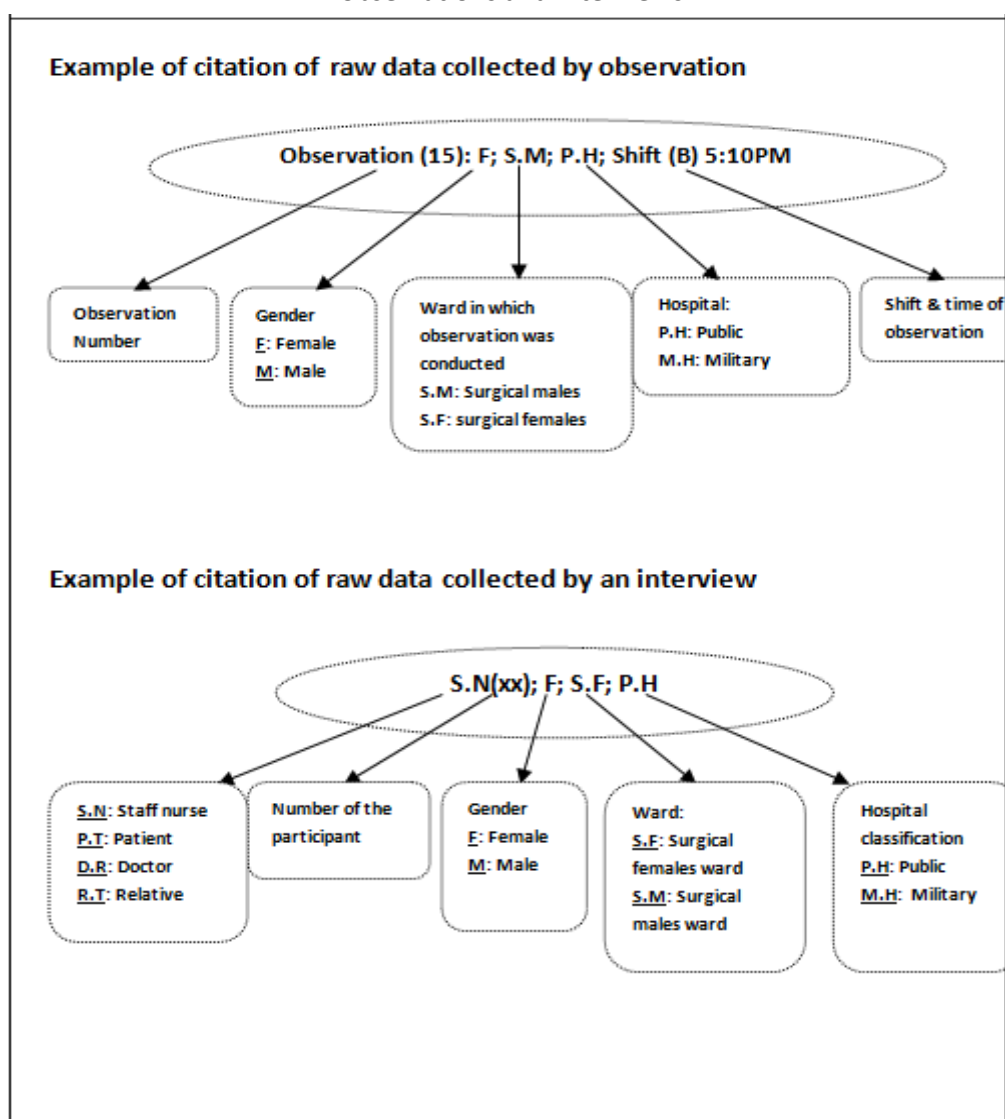 Example of citation of raw data collected by observation
Observation (15): F; S.M; P.H; Shift (B) 5:10PM
Observation
Number
Gender
F: Female
M: Male
Ward in which
observation was
conducted
S.M: Surgical males
S.F: surgical females
Hospital:
P.H: Public
M.H: Military
Shift & time of
observation
Example of citation of raw data collected by an interview
S.N(xx); F; S.F; P.H
S.N: Staff nurse
P.T: Patient
D.R: Doctor
R.T: Relative
Number of the
participant
Gender
F: Female
M: Male
Ward:
S.F: Surgical
females ward
S.M: Surgical
males ward
Hospital
classification
P.H: Public
M.H: Military